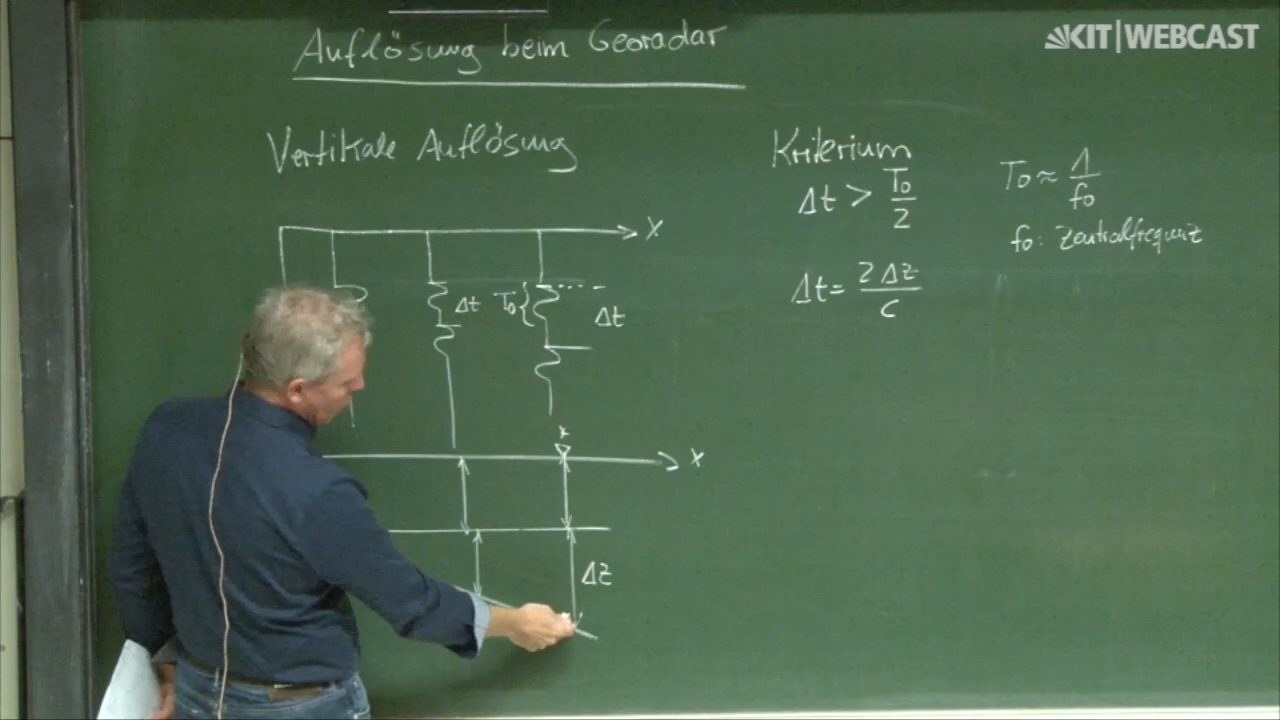 KIT|WEBCAST
Auflösung beim Georadar
Vertikale Auflösung
Kriterium
Δt > T₀/2
T₀ ≈ 1/f₀
f₀: Zentralfrequenz
Δt = 2Δz/c
x
Δt
T₀{
Δt
x
Δz